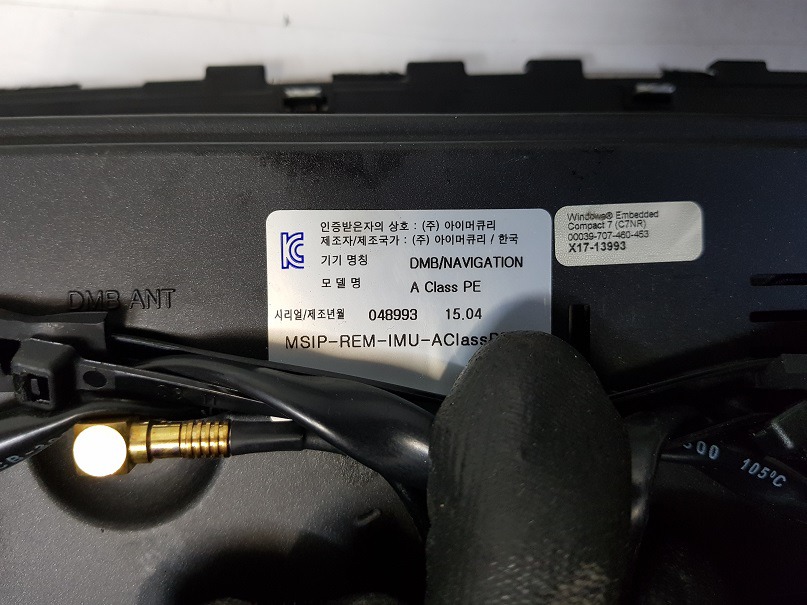 인증받은자의 상호 : (주) 아이머큐리
제조자/제조국가 : (주) 아이머큐리 / 한국
기기 명칭 DMB/NAVIGATION
모 델 명 A Class PE
시리얼/제조년월 048993 15.04
MSIP-REM-IMU-AClassP
Windows® Embedded
Compact 7 (C7NR)
00039-707-460-453
X17-13993
DMB ANT
105°C